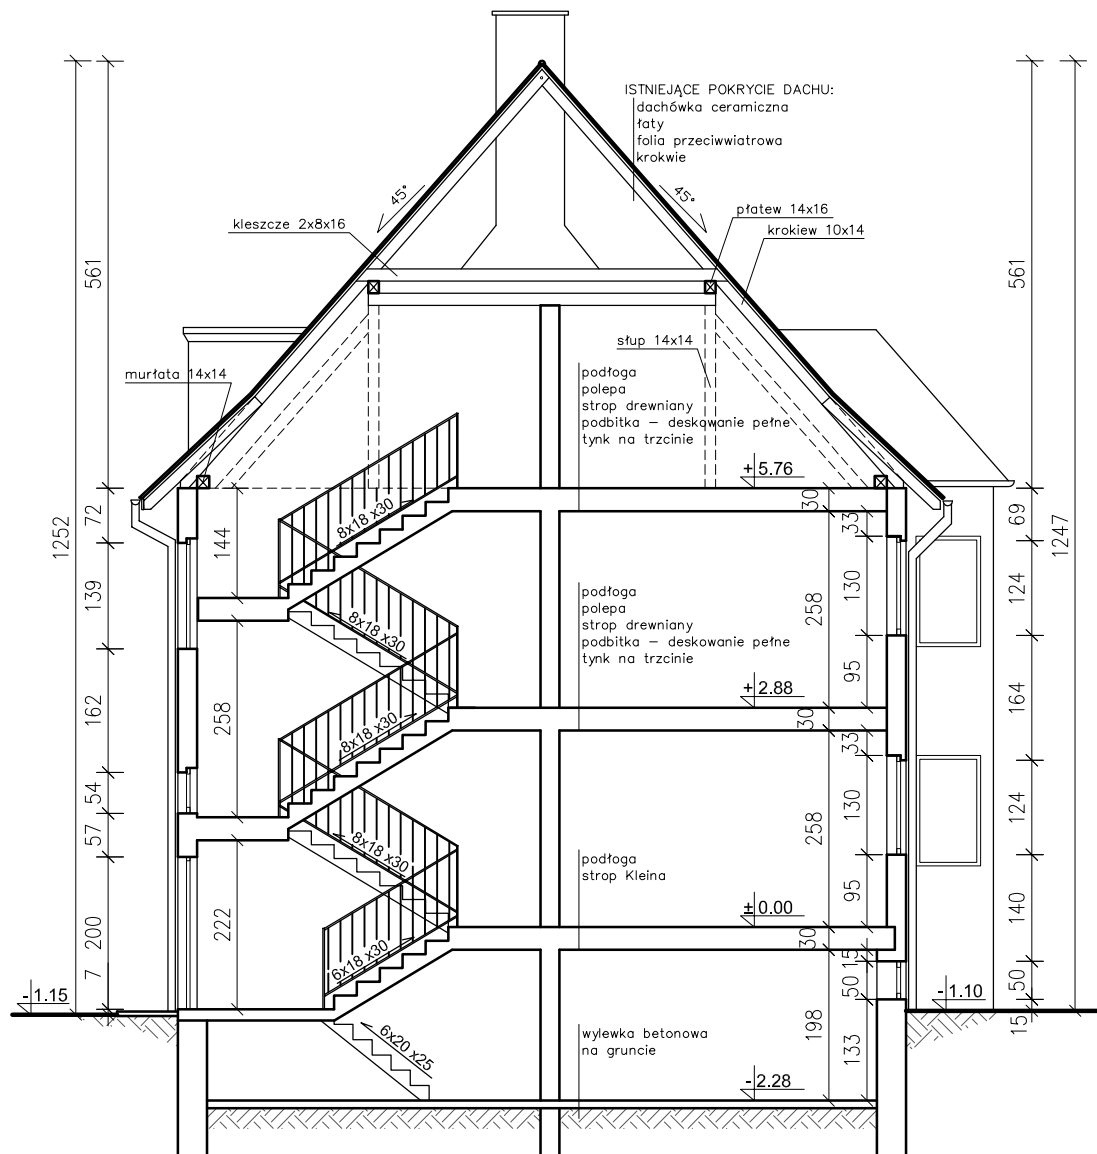 ISTNIEJĄCE POKRYCIE DACHU:
dachówka ceramiczna
łaty
folia przeciwwiatrowa
krokwie
45°
45°
kleszcze 2x8x16
płatew 14x16
krokiew 10x14
561
561
słup 14x14
murłata 14x14
podłoga
polepa
strop drewniany
podbitka – deskowanie pełne
tynk na trzcinie
+ 5.76
1252
72
144
8x18 x30
30
33
69
1247
139
8x18 x30
258
130
124
podłoga
polepa
strop drewniany
podbitka – deskowanie pełne
tynk na trzcinie
95
+ 2.88
162
258
8x18 x30
30
33
164
54
57
8x18 x30
258
130
124
podłoga
strop Kleina
95
± 0.00
140
200
222
6x18 x30
30
15
7
50
50
- 1.15
- 1.10
15
6x20 x25
wylewka betonowa
na gruncie
198
133
- 2.28